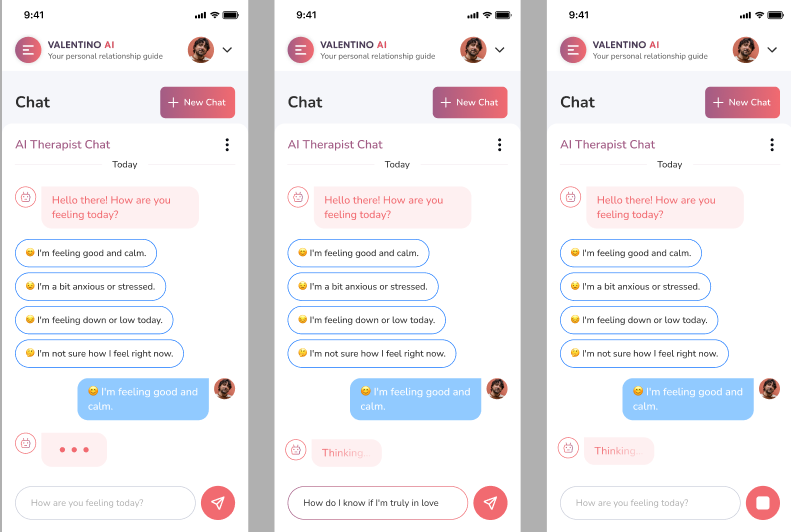 9:41
VALENTINO AI
Your personal relationship guide
Chat
+ New Chat
AI Therapist Chat
Today
Hello there! How are you
feeling today?
😊 I'm feeling good and calm.
😟 I'm a bit anxious or stressed.
😔 I'm feeling down or low today.
🤔 I'm not sure how I feel right now.
😊 I'm feeling good and
calm.
How are you feeling today?
9:41
VALENTINO AI
Your personal relationship guide
Chat
+ New Chat
AI Therapist Chat
Today
Hello there! How are you
feeling today?
😊 I'm feeling good and calm.
😟 I'm a bit anxious or stressed.
😔 I'm feeling down or low today.
🤔 I'm not sure how I feel right now.
😊 I'm feeling good and
calm.
Thinking..
How do I know if I'm truly in love
9:41
VALENTINO AI
Your personal relationship guide
Chat
+ New Chat
AI Therapist Chat
Today
Hello there! How are you
feeling today?
😊 I'm feeling good and calm.
😟 I'm a bit anxious or stressed.
😔 I'm feeling down or low today.
🤔 I'm not sure how I feel right now.
😊 I'm feeling good and
calm.
Thinking..
How are you feeling today?